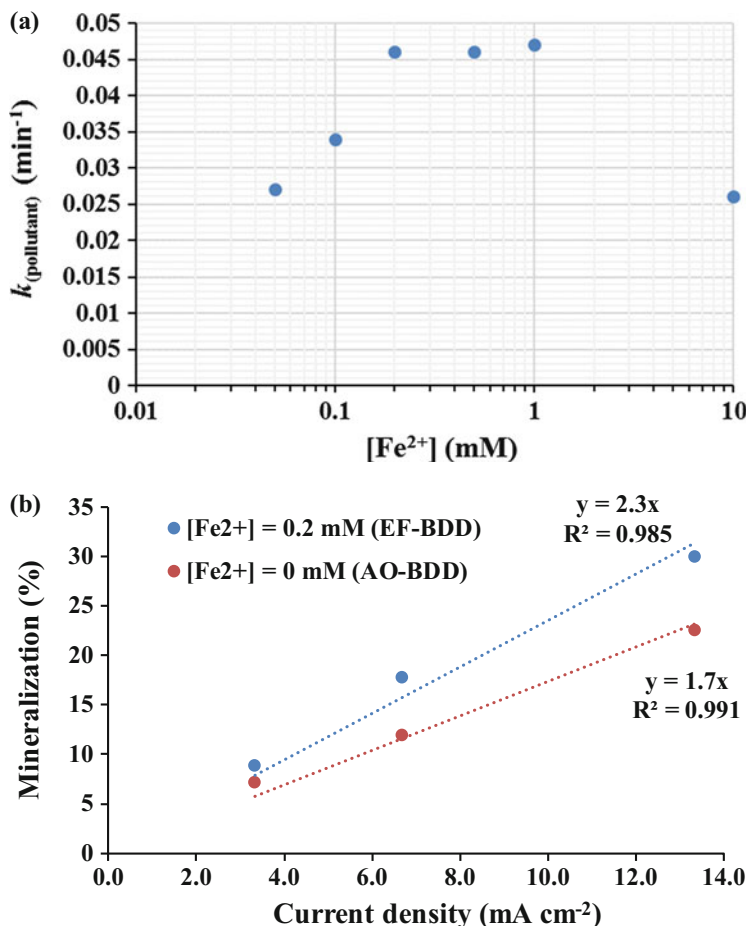 (a)
0.05
0.045
0.04
0.035
0.03
0.025
0.02
0.015
0.01
0.005
0
k(pollutant) (min⁻¹)
0.01 0.1 1 10
[Fe²⁺] (mM)
(b)
35
30
25
20
15
10
5
0
Mineralization (%)
[Fe2+] = 0.2 mM (EF-BDD)
[Fe2+] = 0 mM (AO-BDD)
y = 2.3x
R² = 0.985
y = 1.7x
R² = 0.991
0.0 2.0 4.0 6.0 8.0 10.0 12.0 14.0
Current density (mA cm⁻²)